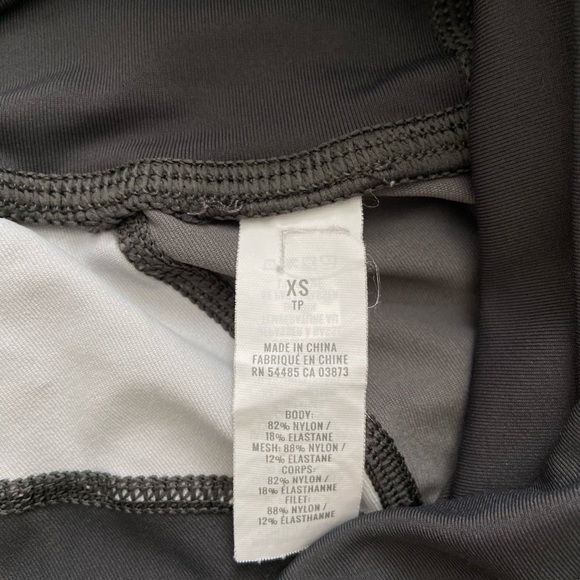 XS
TP
MADE IN CHINA
FABRIQUÉ EN CHINE
RN 54485 CA 03873
BODY:
82% NYLON /
18% ELASTANE
MESH: 88% NYLON /
12% ELASTANE
CORPS:
82% NYLON /
18% ÉLASTHANNE
FILET:
88% NYLON /
12% ÉLASTHANNE